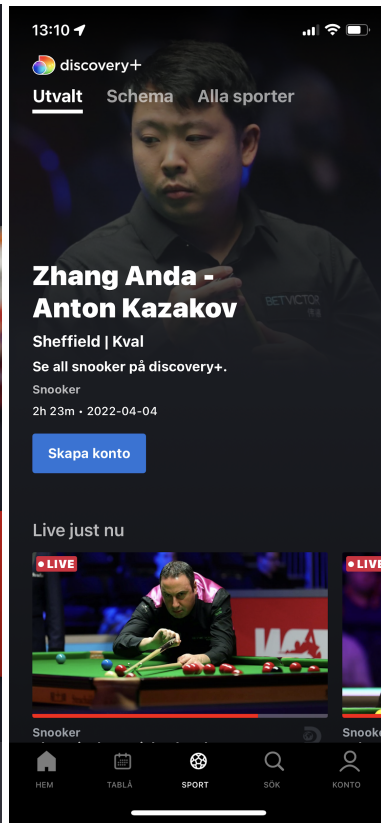 13:10
discovery+
Utvalt Schema Alla sporter
BETVICTOR
Zhang Anda -
Anton Kazakov
Sheffield | Kval
Se all snooker på discovery+.
Snooker
2h 23m • 2022-04-04
Skapa konto
Live just nu
LIVE LIVE
Snooker Snooke
HEM TABLÅ SPORT SÖK KONTO